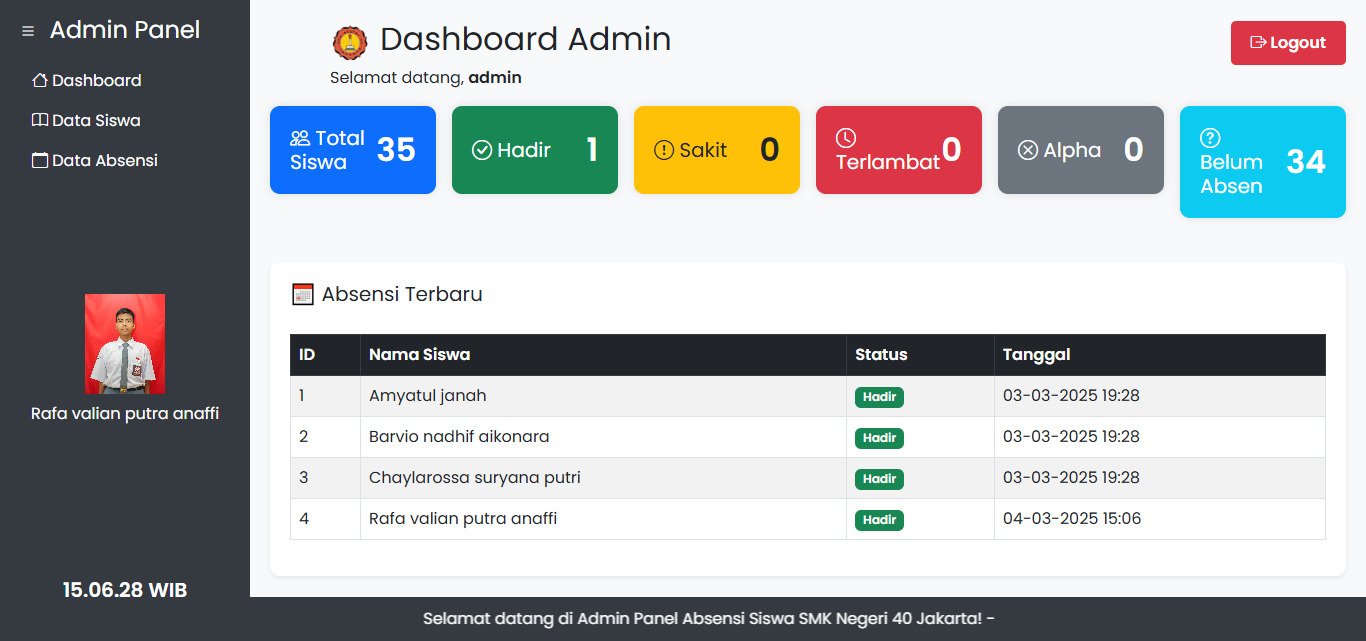 Admin Panel
Dashboard
Data Siswa
Data Absensi
Rafa valian putra anaffi
15.06.28 WIB
Dashboard Admin
Selamat datang, admin
Logout
Total
Siswa
35
Hadir
1
Sakit
0
Terlambat
0
Alpha
0
Belum
Absen
34
Absensi Terbaru
ID Nama Siswa Status Tanggal
1 Amyatul janah Hadir 03-03-2025 19:28
2 Barvio nadhif aikonara Hadir 03-03-2025 19:28
3 Chaylarossa suryana putri Hadir 03-03-2025 19:28
4 Rafa valian putra anaffi Hadir 04-03-2025 15:06
Selamat datang di Admin Panel Absensi Siswa SMK Negeri 40 Jakarta! -